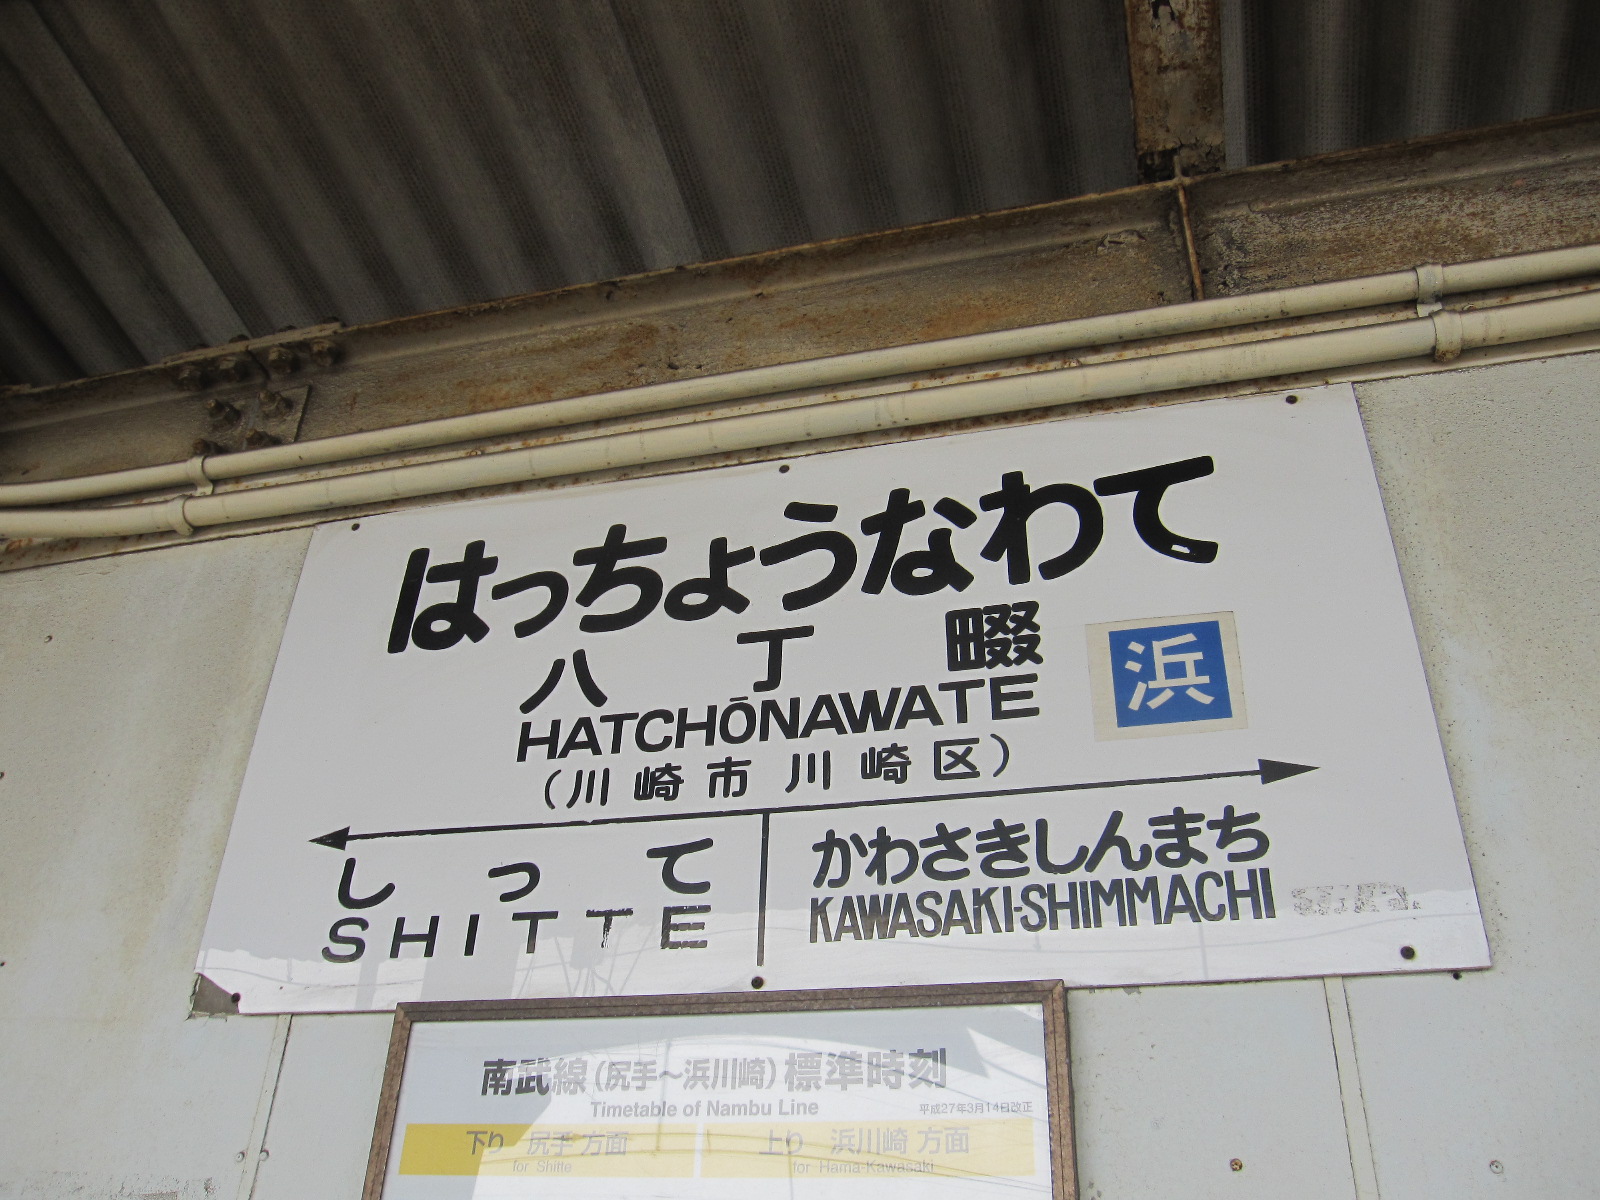 はっちょうなわて
八丁畷
浜
HATCHŌNAWATE
(川崎市川崎区)
しって
SHITTE
かわさきしんまち
KAWASAKI-SHIMMACHI
南武線(尻手～浜川崎)標準時刻
Timetable of Nambu Line
平成27年3月14日改正
下り 尻手 方面
for Shitte
上り 浜川崎 方面
for Hama-Kawasaki